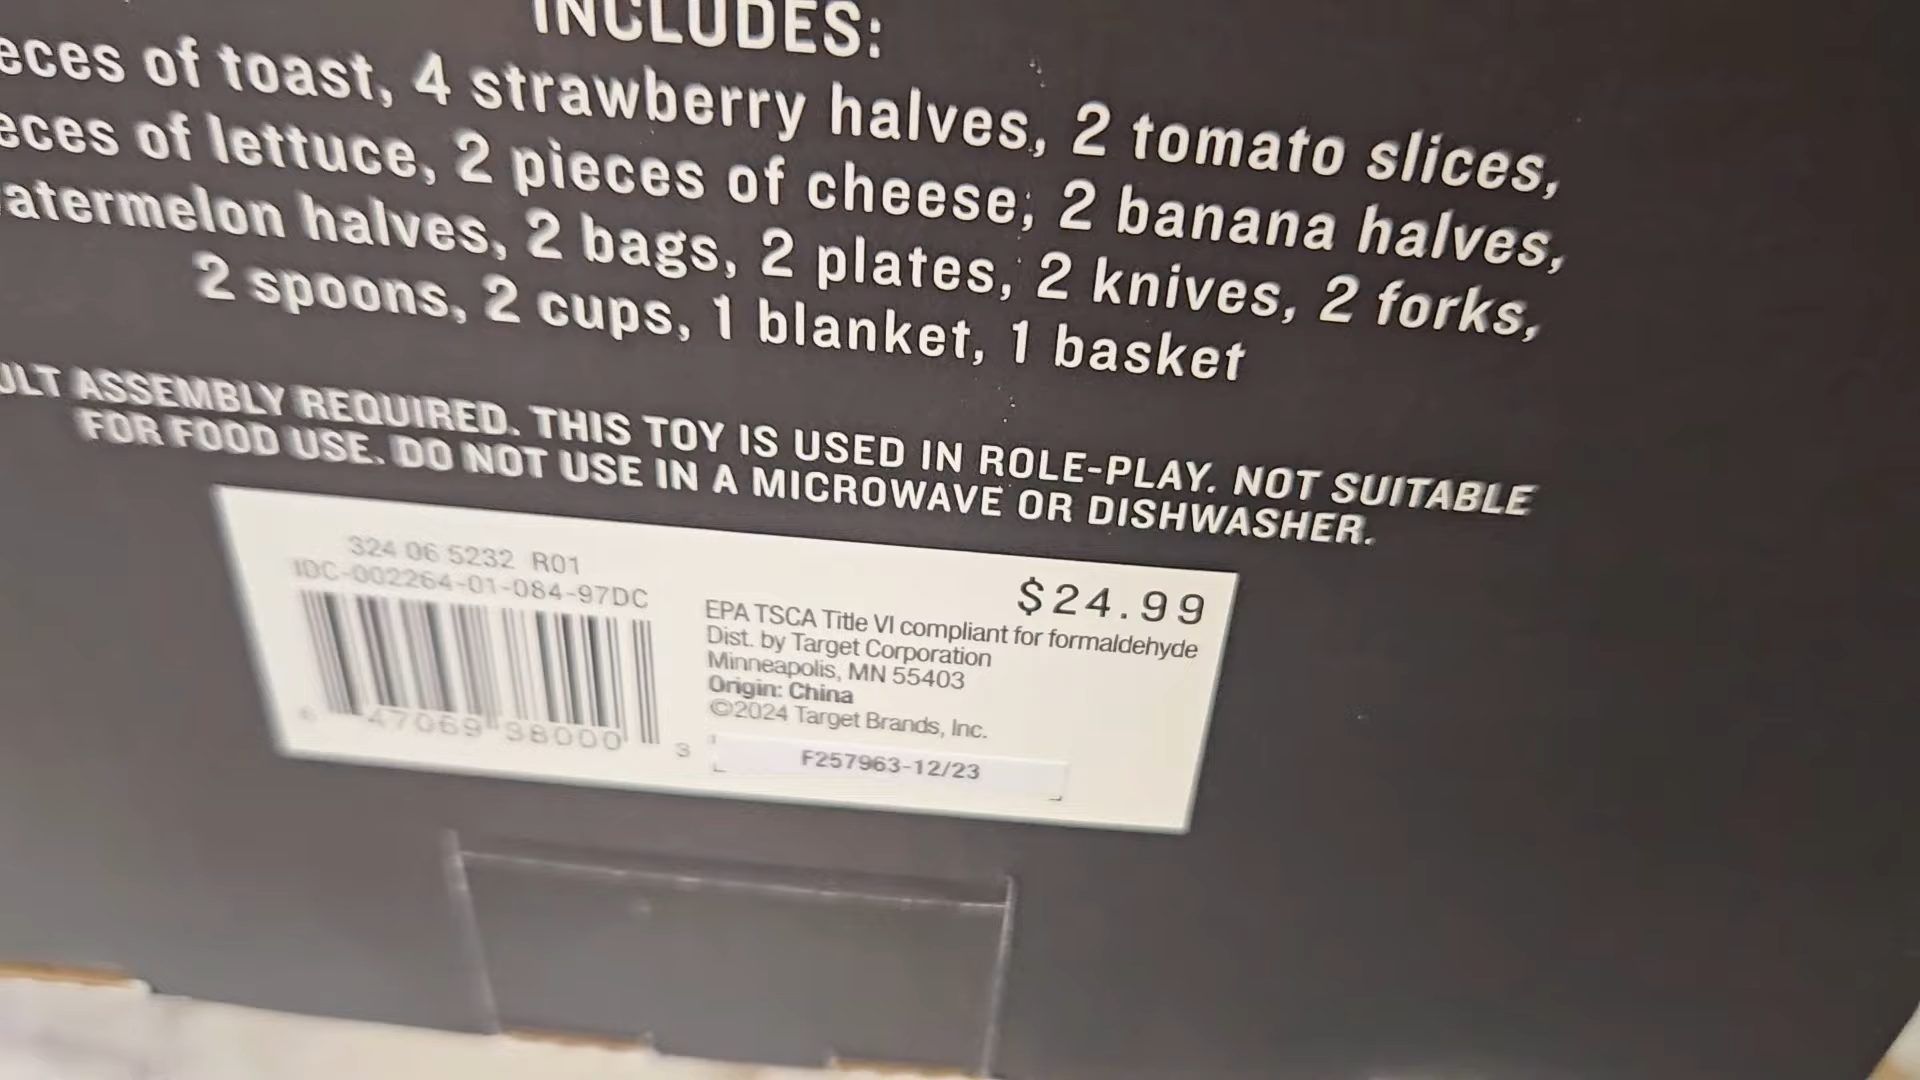 INCLUDES:
eces of toast, 4 strawberry halves, 2 tomato slices,
eces of lettuce, 2 pieces of cheese, 2 banana halves,
atermelon halves, 2 bags, 2 plates, 2 knives, 2 forks,
2 spoons, 2 cups, 1 blanket, 1 basket
ULT ASSEMBLY REQUIRED. THIS TOY IS USED IN ROLE-PLAY. NOT SUITABLE
FOR FOOD USE. DO NOT USE IN A MICROWAVE OR DISHWASHER.
324 06 5232 R01
IDC-002264-01-084-97DC
$24.99
EPA TSCA Title VI compliant for formaldehyde
Dist. by Target Corporation
Minneapolis, MN 55403
Origin: China
©2024 Target Brands, Inc.
6 47069 38000 3
F257963-12/23